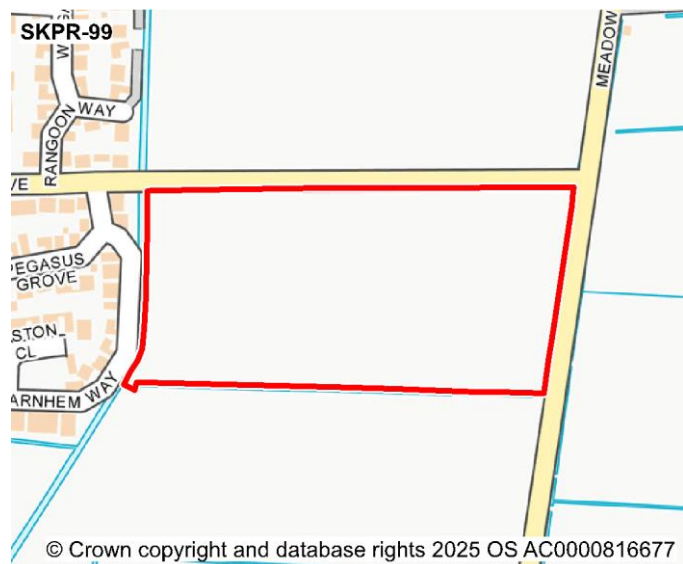 SKPR-99
W
RANGOON
WAY
MEADOW
VE
PEGASUS
GROVE
STON
CL
ARNHEM WAY
© Crown copyright and database rights 2025 OS AC0000816677